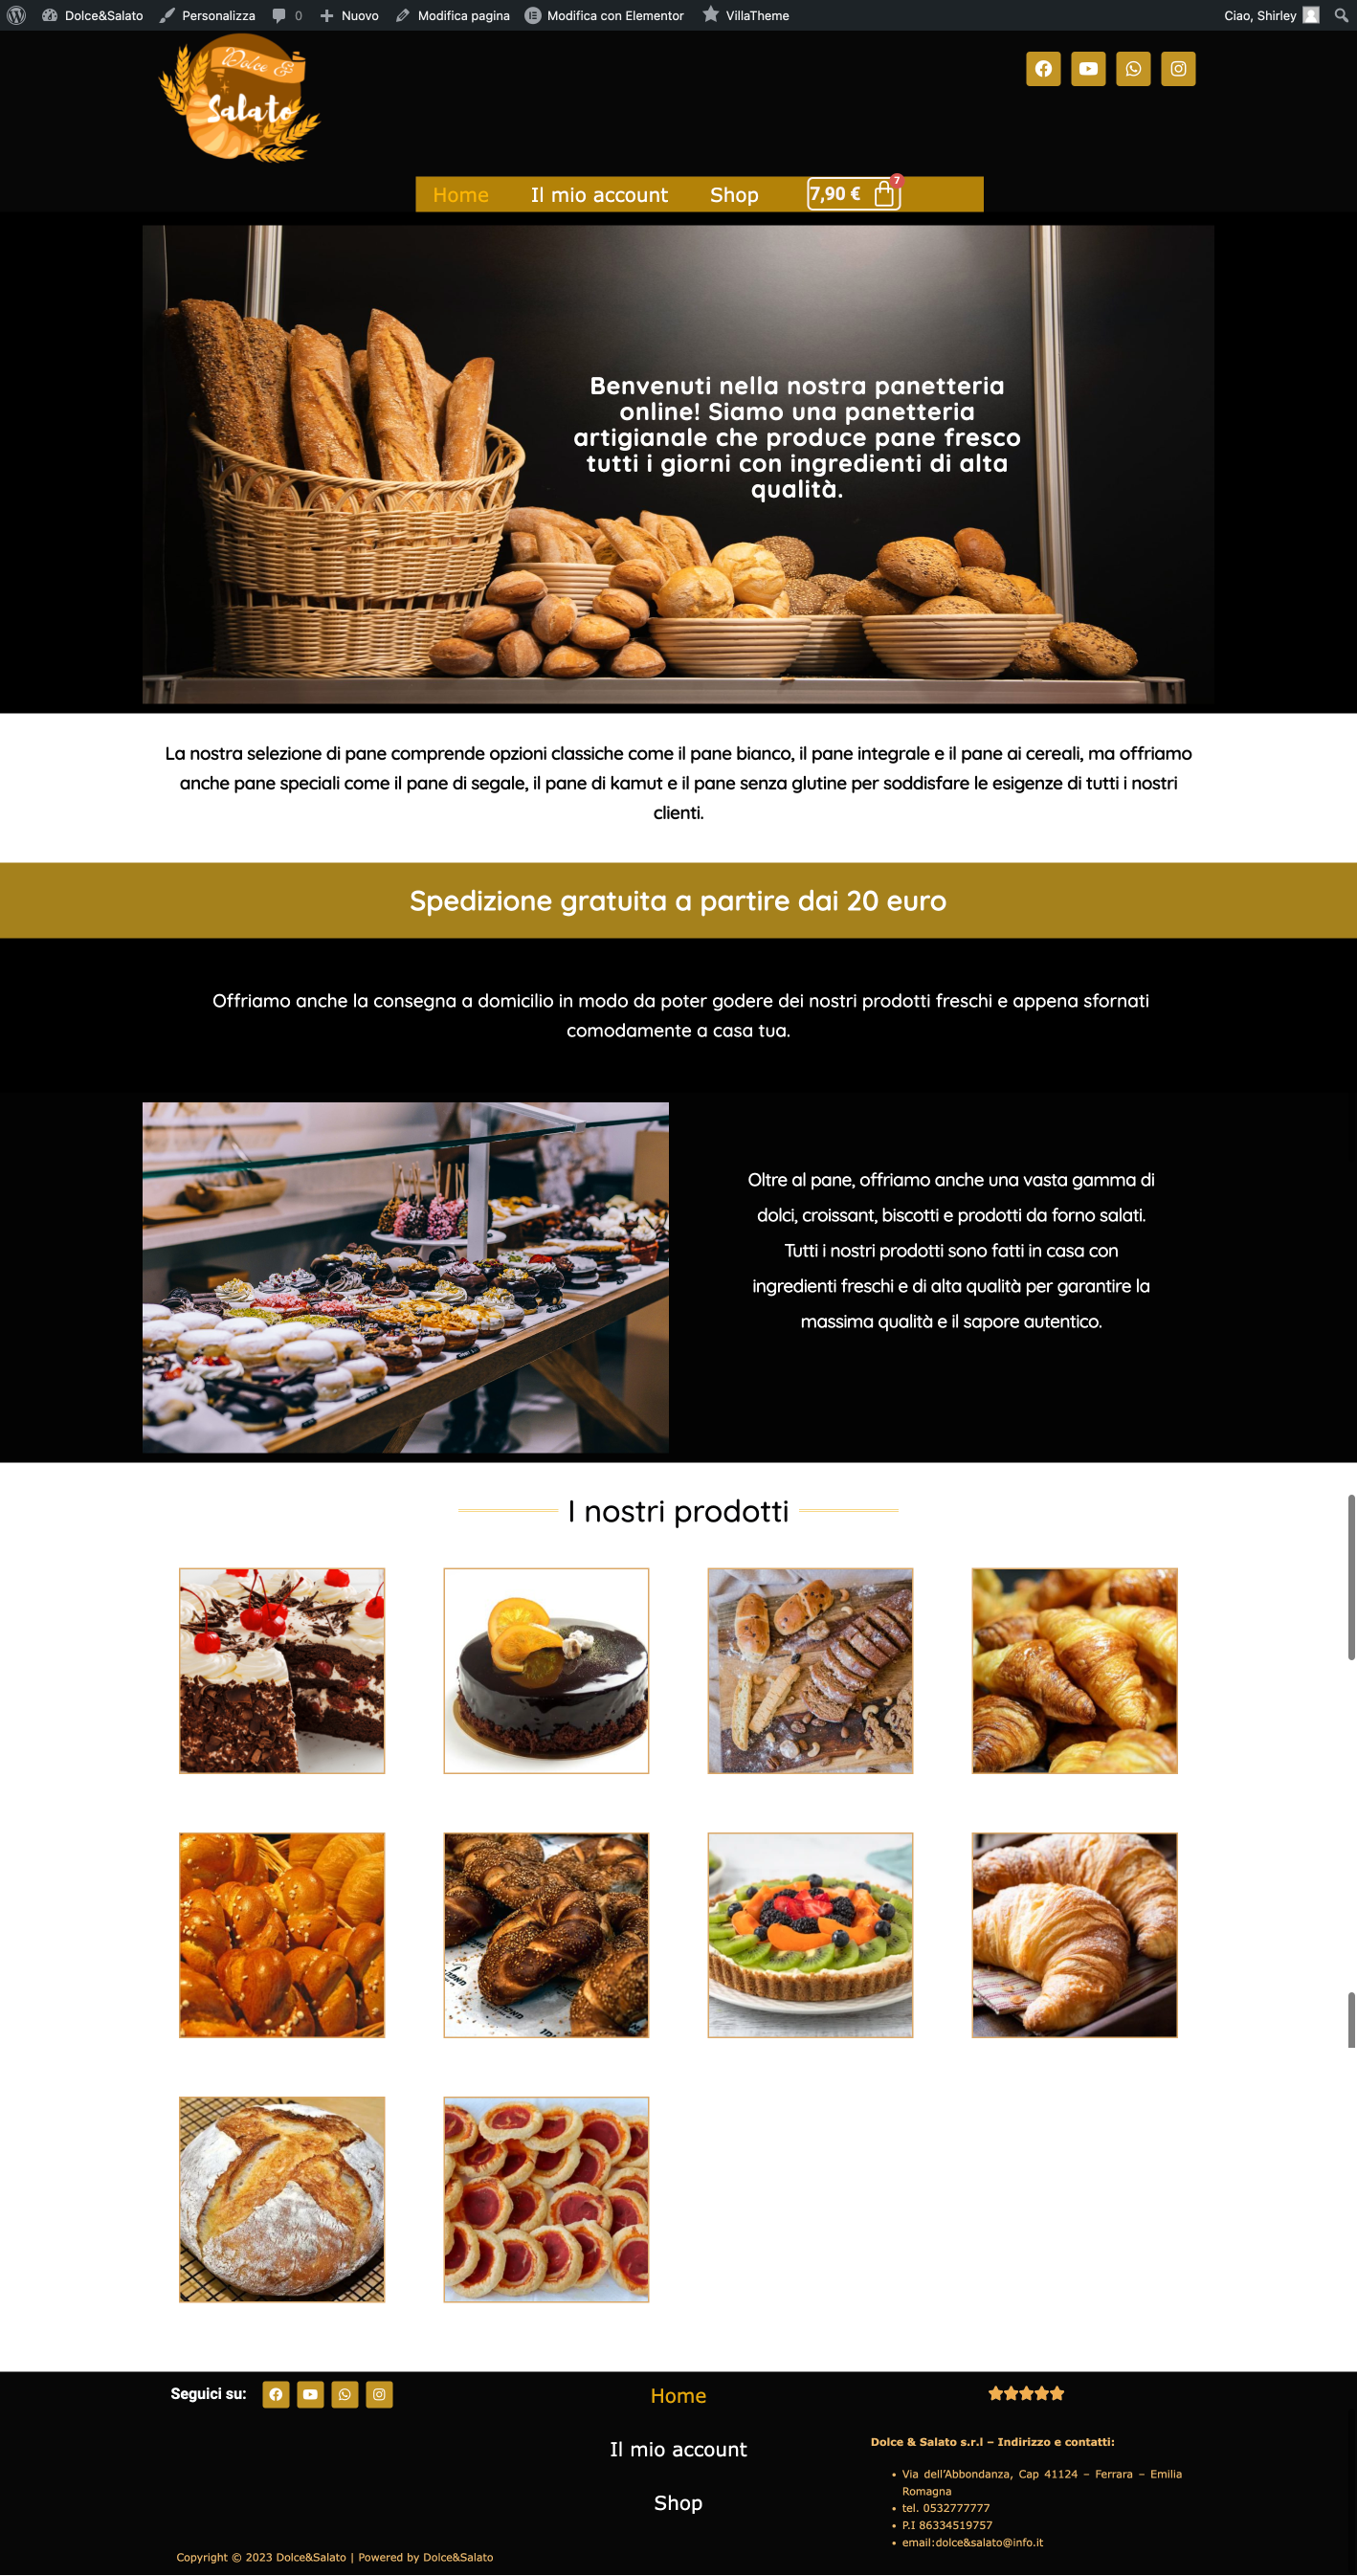 Dolce&Salato Personalizza 0 Nuovo Modifica pagina Modifica con Elementor VillaTheme Ciao, Shirley
Dolce &
Salato
Home Il mio account Shop 7,90 € 7
Benvenuti nella nostra panetteria
online! Siamo una panetteria
artigianale che produce pane fresco
tutti i giorni con ingredienti di alta
qualità.
La nostra selezione di pane comprende opzioni classiche come il pane bianco, il pane integrale e il pane ai cereali, ma offriamo
anche pane speciali come il pane di segale, il pane di kamut e il pane senza glutine per soddisfare le esigenze di tutti i nostri
clienti.
Spedizione gratuita a partire dai 20 euro
Offriamo anche la consegna a domicilio in modo da poter godere dei nostri prodotti freschi e appena sfornati
comodamente a casa tua.
Oltre al pane, offriamo anche una vasta gamma di
dolci, croissant, biscotti e prodotti da forno salati.
Tutti i nostri prodotti sono fatti in casa con
ingredienti freschi e di alta qualità per garantire la
massima qualità e il sapore autentico.
I nostri prodotti
Seguici su:
Home
Il mio account
Shop
Dolce & Salato s.r.l – Indirizzo e contatti:
• Via dell'Abbondanza, Cap 41124 – Ferrara – Emilia
Romagna
• tel. 0532777777
• P.I 86334519757
• email:dolce&salato@info.it
Copyright © 2023 Dolce&Salato | Powered by Dolce&Salato